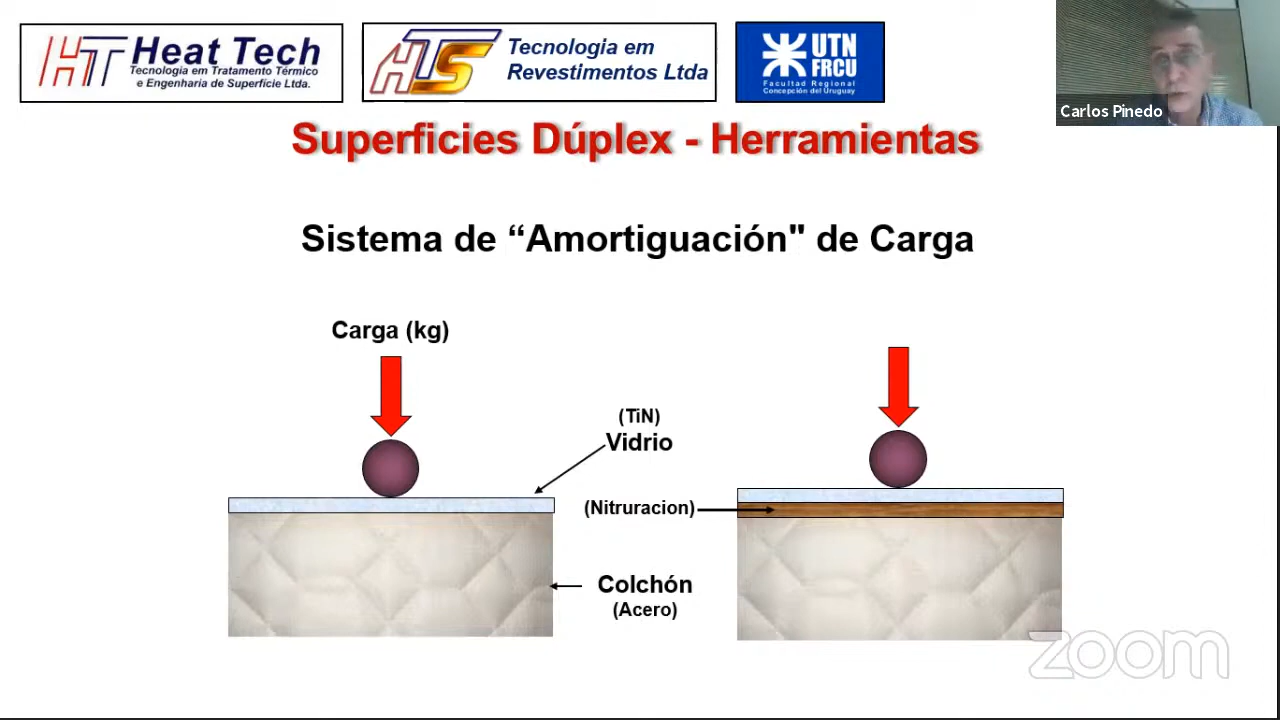 HT Heat Tech
Tecnologia em Tratamento Térmico
e Engenharia de Superfície Ltda.
HTS Tecnologia em
Revestimentos Ltda
UTN
FRCU
Facultad Regional
Concepción del Uruguay
Carlos Pinedo
Superficies Dúplex - Herramientas
Sistema de “Amortiguación" de Carga
Carga (kg)
(TiN)
Vidrio
(Nitruracion)
Colchón
(Acero)
zoom